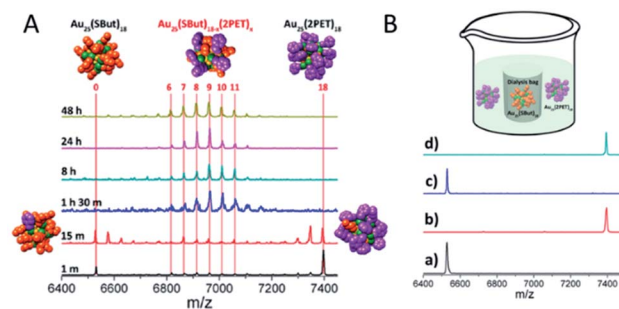 A
Au25(SBut)18
Au25(SBut)18-x(2PET)x
Au25(2PET)18
0
6 7 8 9 10 11
18
48 h
24 h
8 h
1 h 30 m
15 m
1 m
6400 6600 6800 7000 7200 7400
m/z
B
Dialysis bag
Au25(SBut)18
Au25(2PET)18
d)
c)
b)
a)
6400 6600 6800 7000 7200 7400
m/z